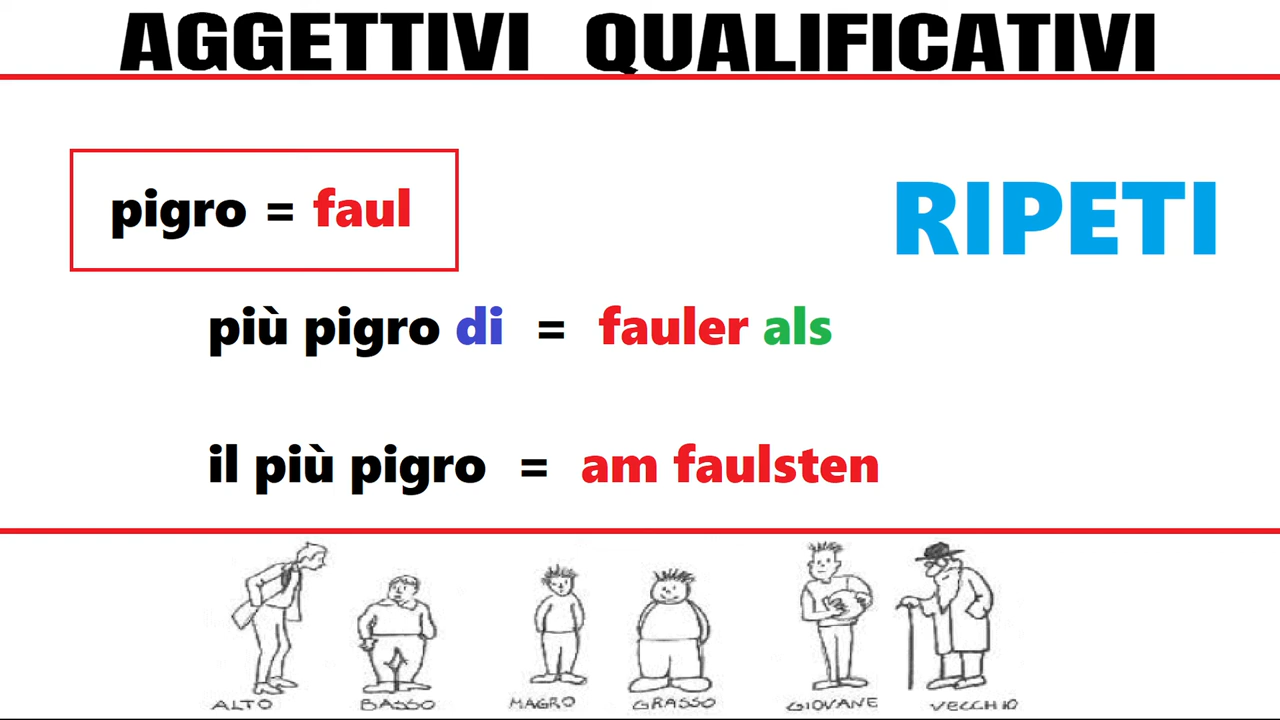 AGGETTIVI QUALIFICATIVI
pigro = faul
RIPETI
più pigro di = fauler als
il più pigro = am faulsten
ALTO BASSO MAGRO GRASSO GIOVANE VECCHIO